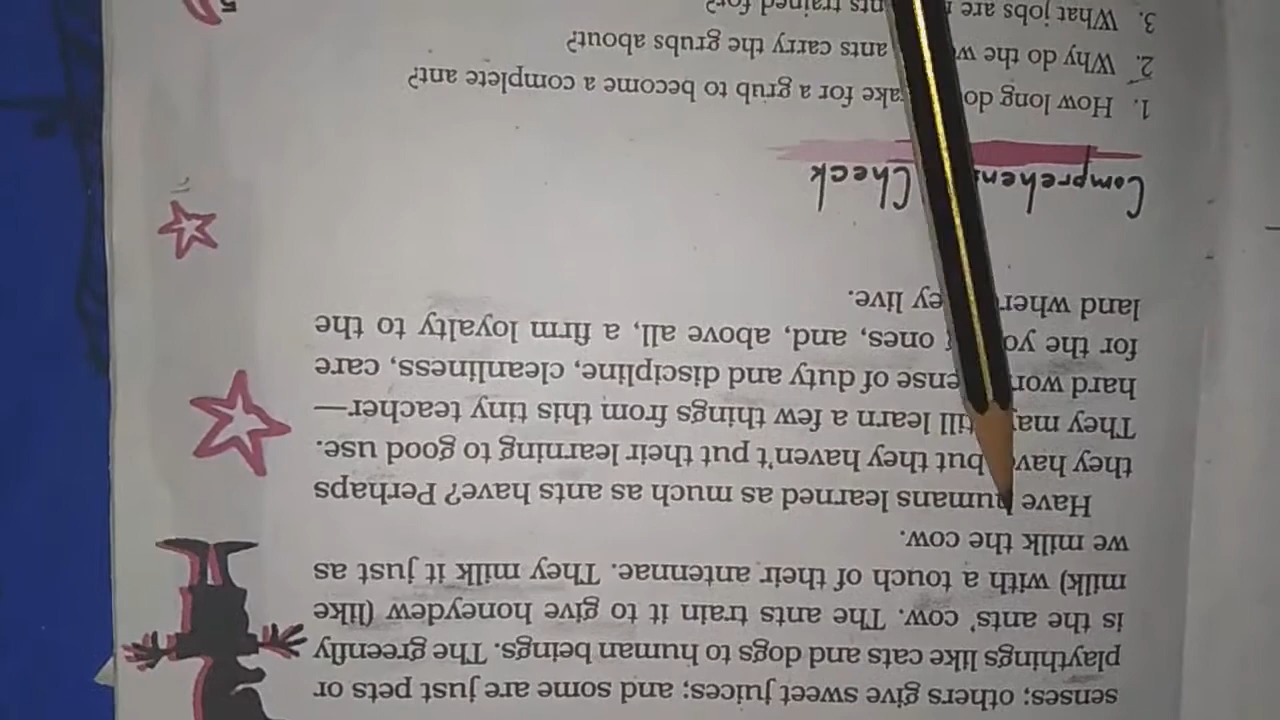 senses; others give sweet juices; and some are just pets or
playthings like cats and dogs to human beings. The greenfly
is the ants' cow. The ants train it to give honeydew (like
milk) with a touch of their antennae. They milk it just as
we milk the cow.
Have humans learned as much as ants have? Perhaps
they have but they haven't put their learning to good use.
They may still learn a few things from this tiny teacher—
hard work, sense of duty and discipline, cleanliness, care
for the young ones, and, above all, a firm loyalty to the
land where they live.
Comprehension Check
1. How long do take for a grub to become a complete ant?
2. Why do the ants carry the grubs about?
3. What jobs are ants trained for?
5